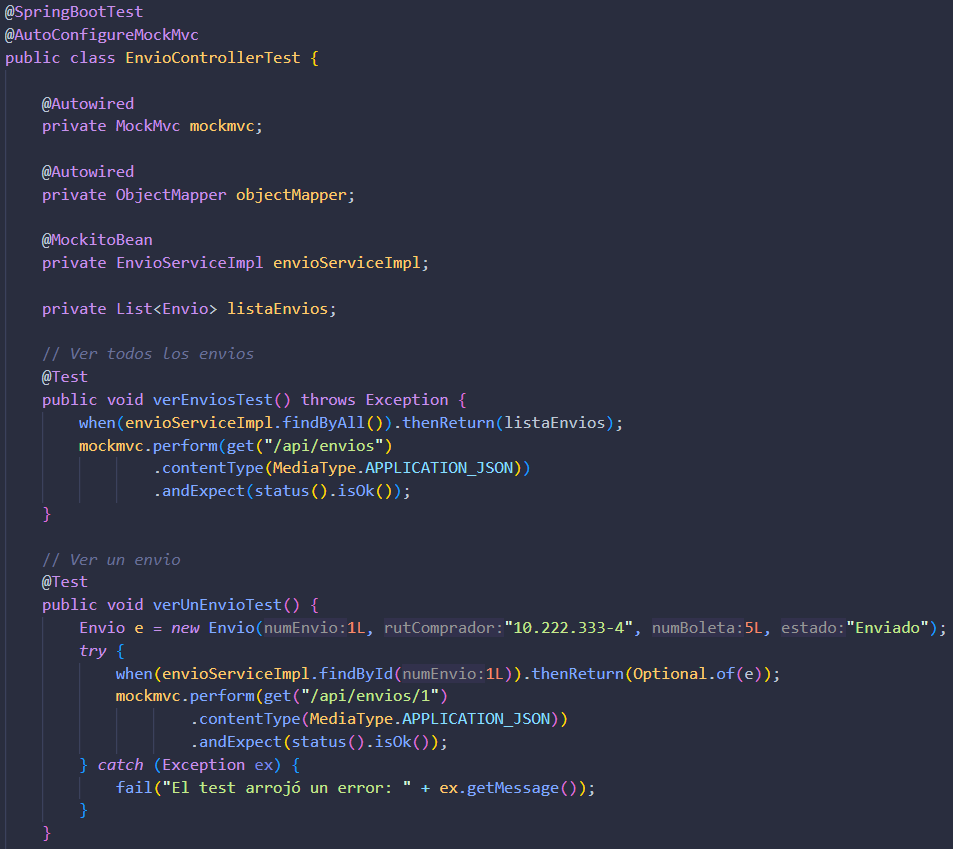 @SpringBootTest
@AutoConfigureMockMvc
public class EnvioControllerTest {
@Autowired
private MockMvc mockmvc;
@Autowired
private ObjectMapper objectMapper;
@MockitoBean
private EnvioServiceImpl envioServiceImpl;
private List<Envio> listaEnvios;
// Ver todos los envios
@Test
public void verEnviosTest() throws Exception {
when(envioServiceImpl.findByAll()).thenReturn(listaEnvios);
mockmvc.perform(get("/api/envios")
.contentType(MediaType.APPLICATION_JSON))
.andExpect(status().isOk());
}
// Ver un envio
@Test
public void verUnEnvioTest() {
Envio e = new Envio(numEnvio:1L, rutComprador:"10.222.333-4", numBoleta:5L, estado:"Enviado");
try {
when(envioServiceImpl.findById(numEnvio:1L)).thenReturn(Optional.of(e));
mockmvc.perform(get("/api/envios/1")
.contentType(MediaType.APPLICATION_JSON))
.andExpect(status().isOk());
} catch (Exception ex) {
fail("El test arrojó un error: " + ex.getMessage());
}
}